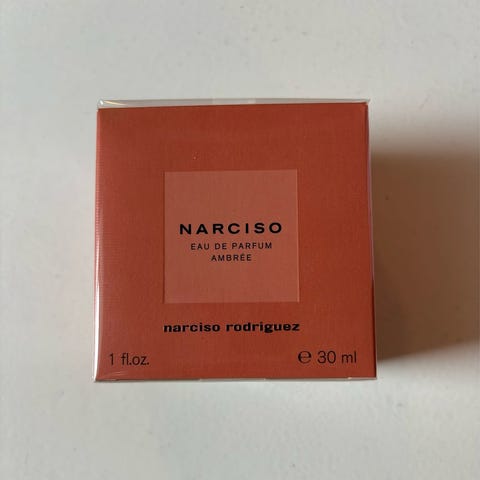 NARCISO
EAU DE PARFUM
AMBRÉE
narciso rodriguez
1 fl.oz. ℮ 30 ml